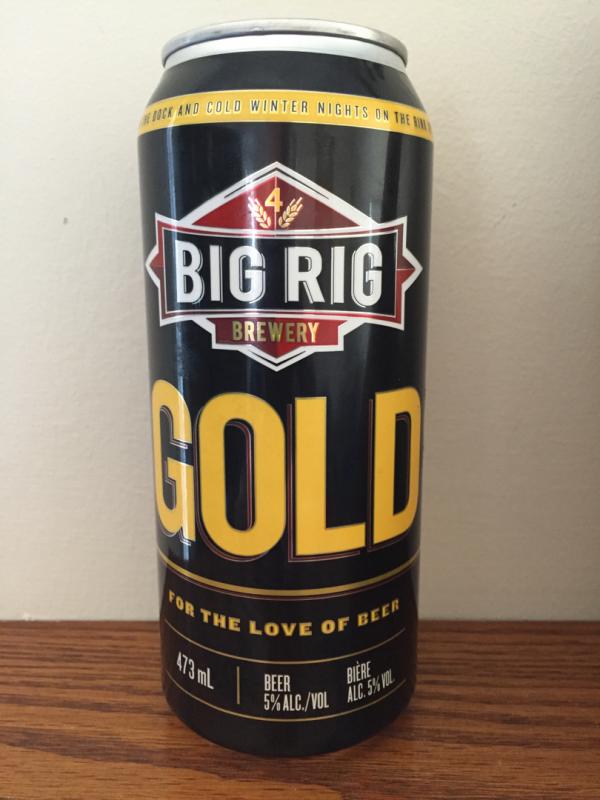 DOCK AND COLD WINTER NIGHTS ON THE RINK
4
BIG RIG
BREWERY
GOLD
FOR THE LOVE OF BEER
473 mL
BEER
5% ALC./VOL
BIÈRE
ALC. 5% VOL.